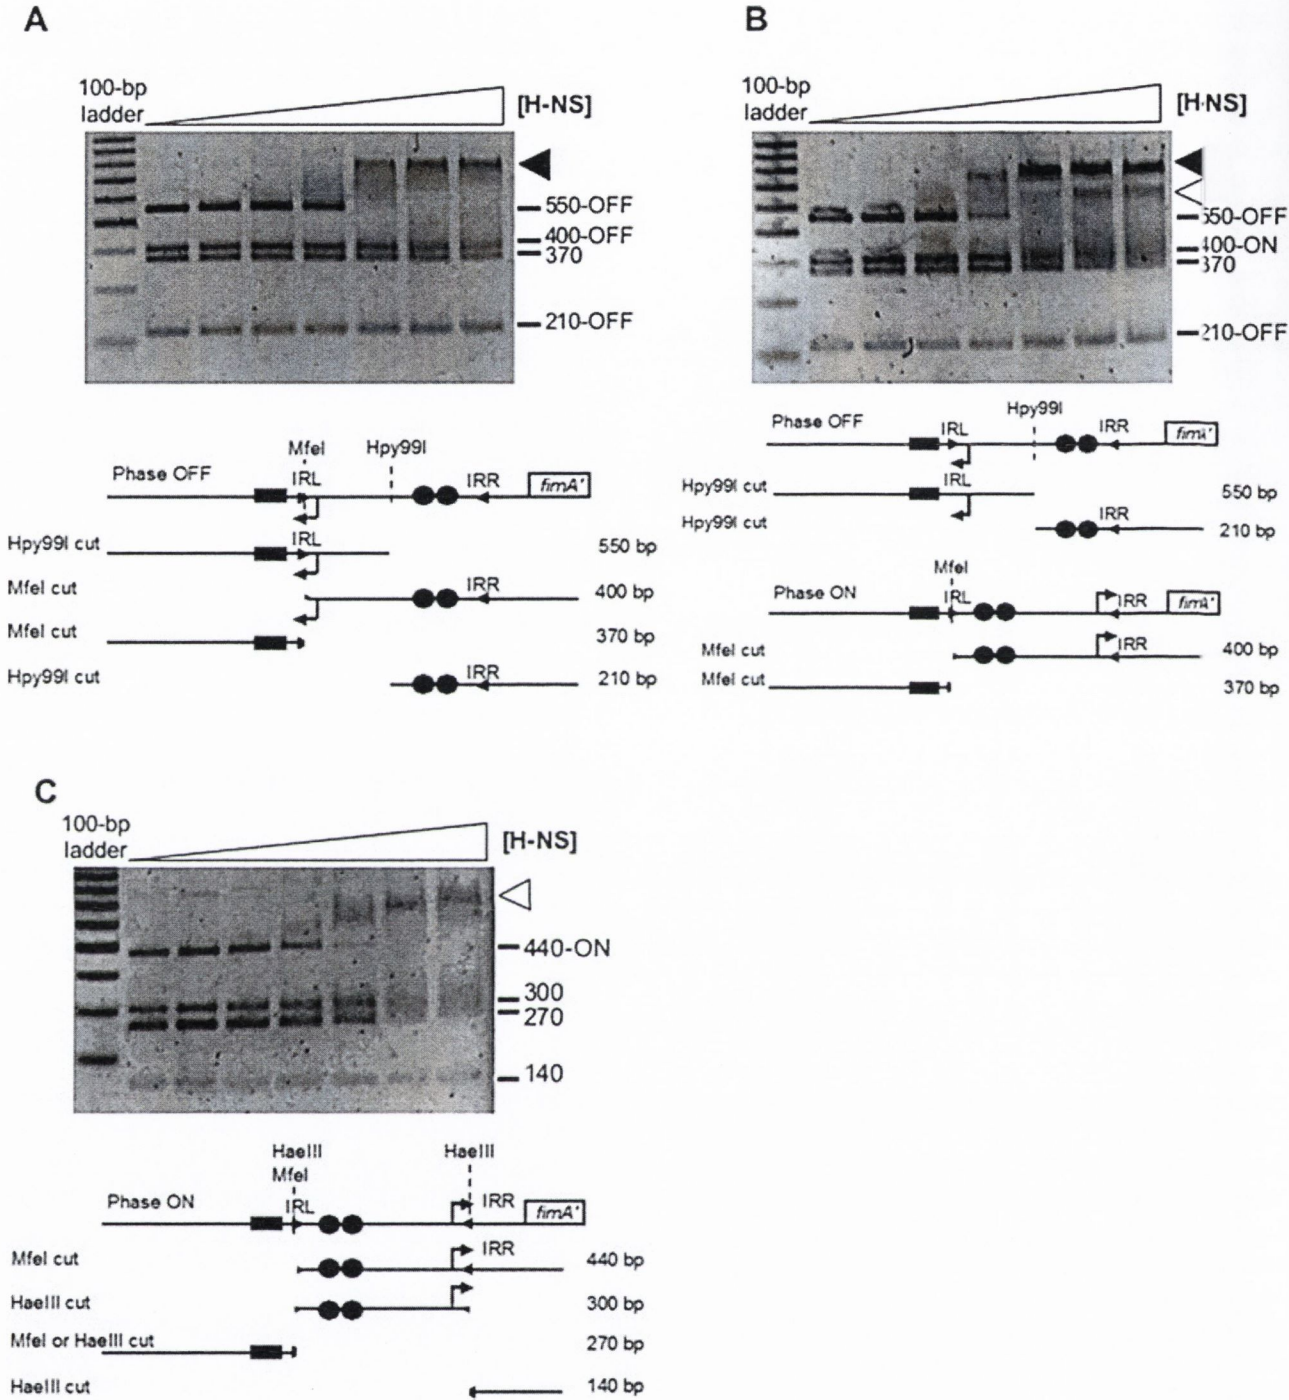 A
100-bp
ladder
[H-NS]
550-OFF
400-OFF
370
210-OFF
MfeI
Hpy99I
Phase OFF
IRL
IRR
fimA'
Hpy99I cut
IRL
550 bp
MfeI cut
IRR
400 bp
MfeI cut
370 bp
Hpy99I cut
IRR
210 bp
B
100-bp
ladder
[H-NS]
550-OFF
400-ON
370
210-OFF
Hpy99I
Phase OFF
IRL
IRR
fimA'
Hpy99I cut
IRL
550 bp
Hpy99I cut
IRR
210 bp
MfeI
Phase ON
IRL
IRR
fimA'
MfeI cut
IRR
400 bp
MfeI cut
370 bp
C
100-bp
ladder
[H-NS]
440-ON
300
270
140
HaeIII
HaeIII
MfeI
Phase ON
IRL
IRR
fimA'
MfeI cut
IRR
440 bp
HaeIII cut
300 bp
MfeI or HaeIII cut
270 bp
HaeIII cut
140 bp